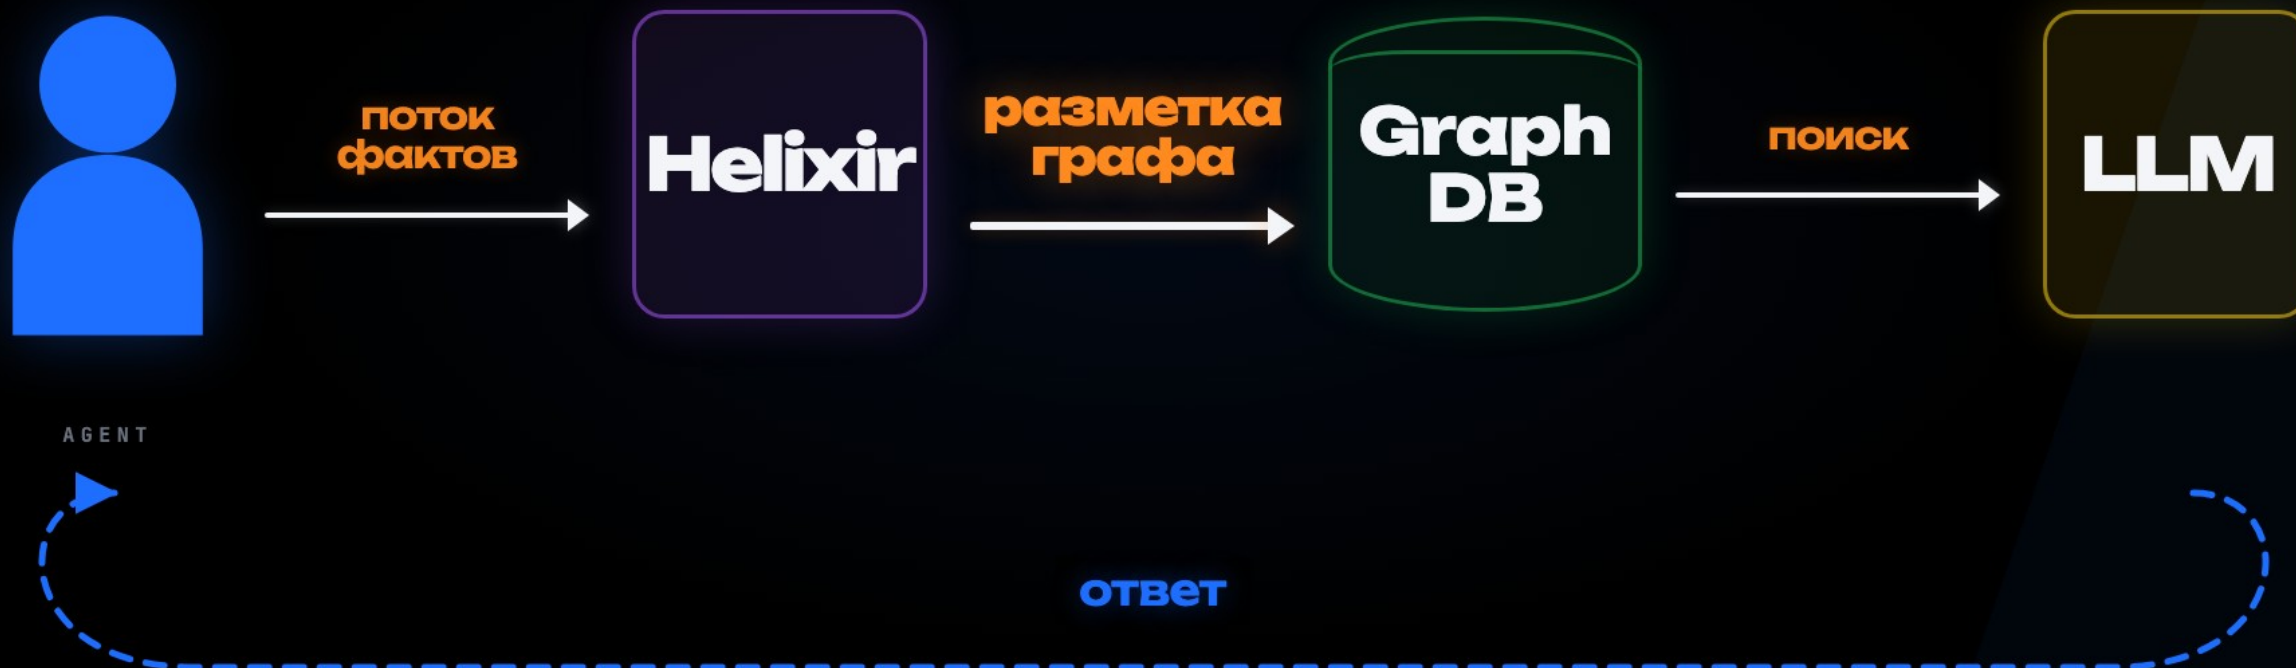 поток
фактов
Helixir
разметка
графа
Graph
DB
поиск
LLM
AGENT
ответ